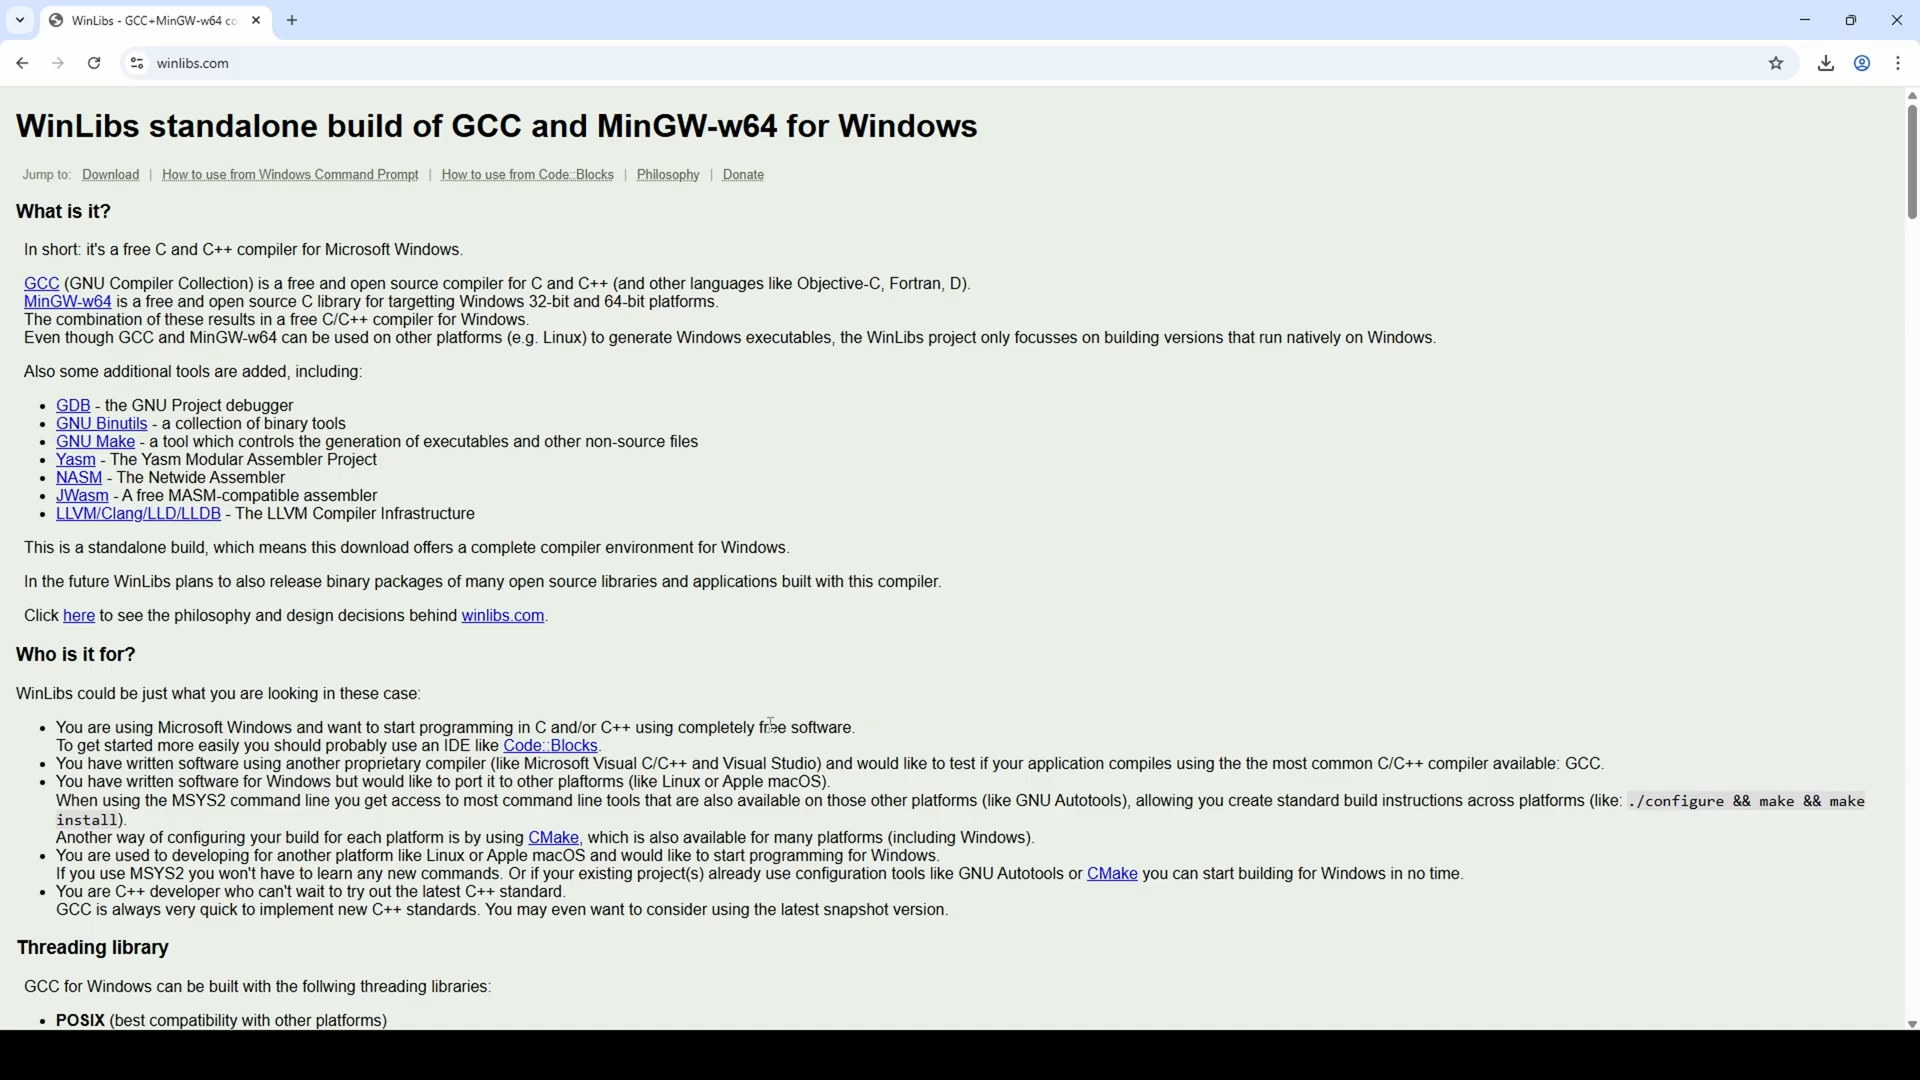 WinLibs - GCC+MinGW-w64 co
winlibs.com
WinLibs standalone build of GCC and MinGW-w64 for Windows
Jump to: Download | How to use from Windows Command Prompt | How to use from Code::Blocks | Philosophy | Donate
What is it?
In short: it's a free C and C++ compiler for Microsoft Windows.
GCC (GNU Compiler Collection) is a free and open source compiler for C and C++ (and other languages like Objective-C, Fortran, D).
MinGW-w64 is a free and open source C library for targetting Windows 32-bit and 64-bit platforms.
The combination of these results in a free C/C++ compiler for Windows.
Even though GCC and MinGW-w64 can be used on other platforms (e.g. Linux) to generate Windows executables, the WinLibs project only focusses on building versions that run natively on Windows.
Also some additional tools are added, including:
• GDB - the GNU Project debugger
• GNU Binutils - a collection of binary tools
• GNU Make - a tool which controls the generation of executables and other non-source files
• Yasm - The Yasm Modular Assembler Project
• NASM - The Netwide Assembler
• JWasm - A free MASM-compatible assembler
• LLVM/Clang/LLD/LLDB - The LLVM Compiler Infrastructure
This is a standalone build, which means this download offers a complete compiler environment for Windows.
In the future WinLibs plans to also release binary packages of many open source libraries and applications built with this compiler.
Click here to see the philosophy and design decisions behind winlibs.com.
Who is it for?
WinLibs could be just what you are looking in these case:
• You are using Microsoft Windows and want to start programming in C and/or C++ using completely free software.
To get started more easily you should probably use an IDE like Code::Blocks.
• You have written software using another proprietary compiler (like Microsoft Visual C/C++ and Visual Studio) and would like to test if your application compiles using the the most common C/C++ compiler available: GCC.
• You have written software for Windows but would like to port it to other platforms (like Linux or Apple macOS).
When using the MSYS2 command line you get access to most command line tools that are also available on those other platforms (like GNU Autotools), allowing you create standard build instructions across platforms (like: ./configure && make && make
install).
Another way of configuring your build for each platform is by using CMake, which is also available for many platforms (including Windows).
• You are used to developing for another platform like Linux or Apple macOS and would like to start programming for Windows.
If you use MSYS2 you won't have to learn any new commands. Or if your existing project(s) already use configuration tools like GNU Autotools or CMake you can start building for Windows in no time.
• You are C++ developer who can't wait to try out the latest C++ standard.
GCC is always very quick to implement new C++ standards. You may even want to consider using the latest snapshot version.
Threading library
GCC for Windows can be built with the follwing threading libraries:
• POSIX (best compatibility with other platforms)